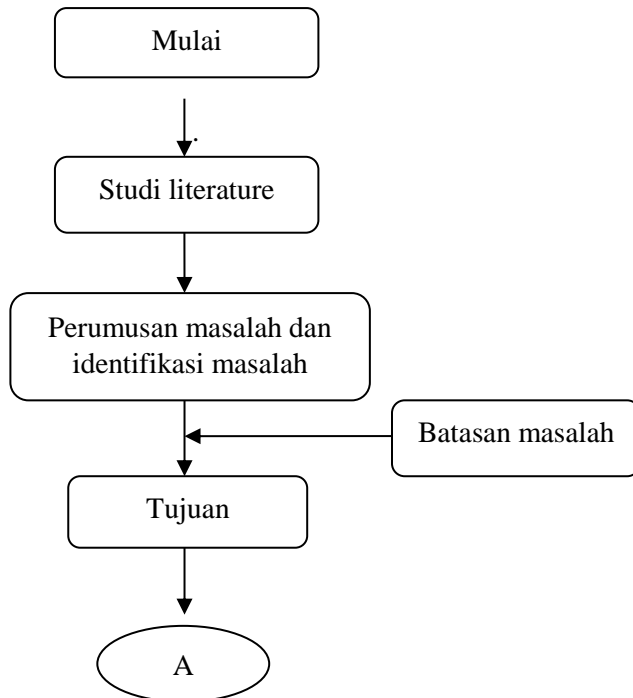 Mulai
.
Studi literature
Perumusan masalah dan
identifikasi masalah
Batasan masalah
Tujuan
A